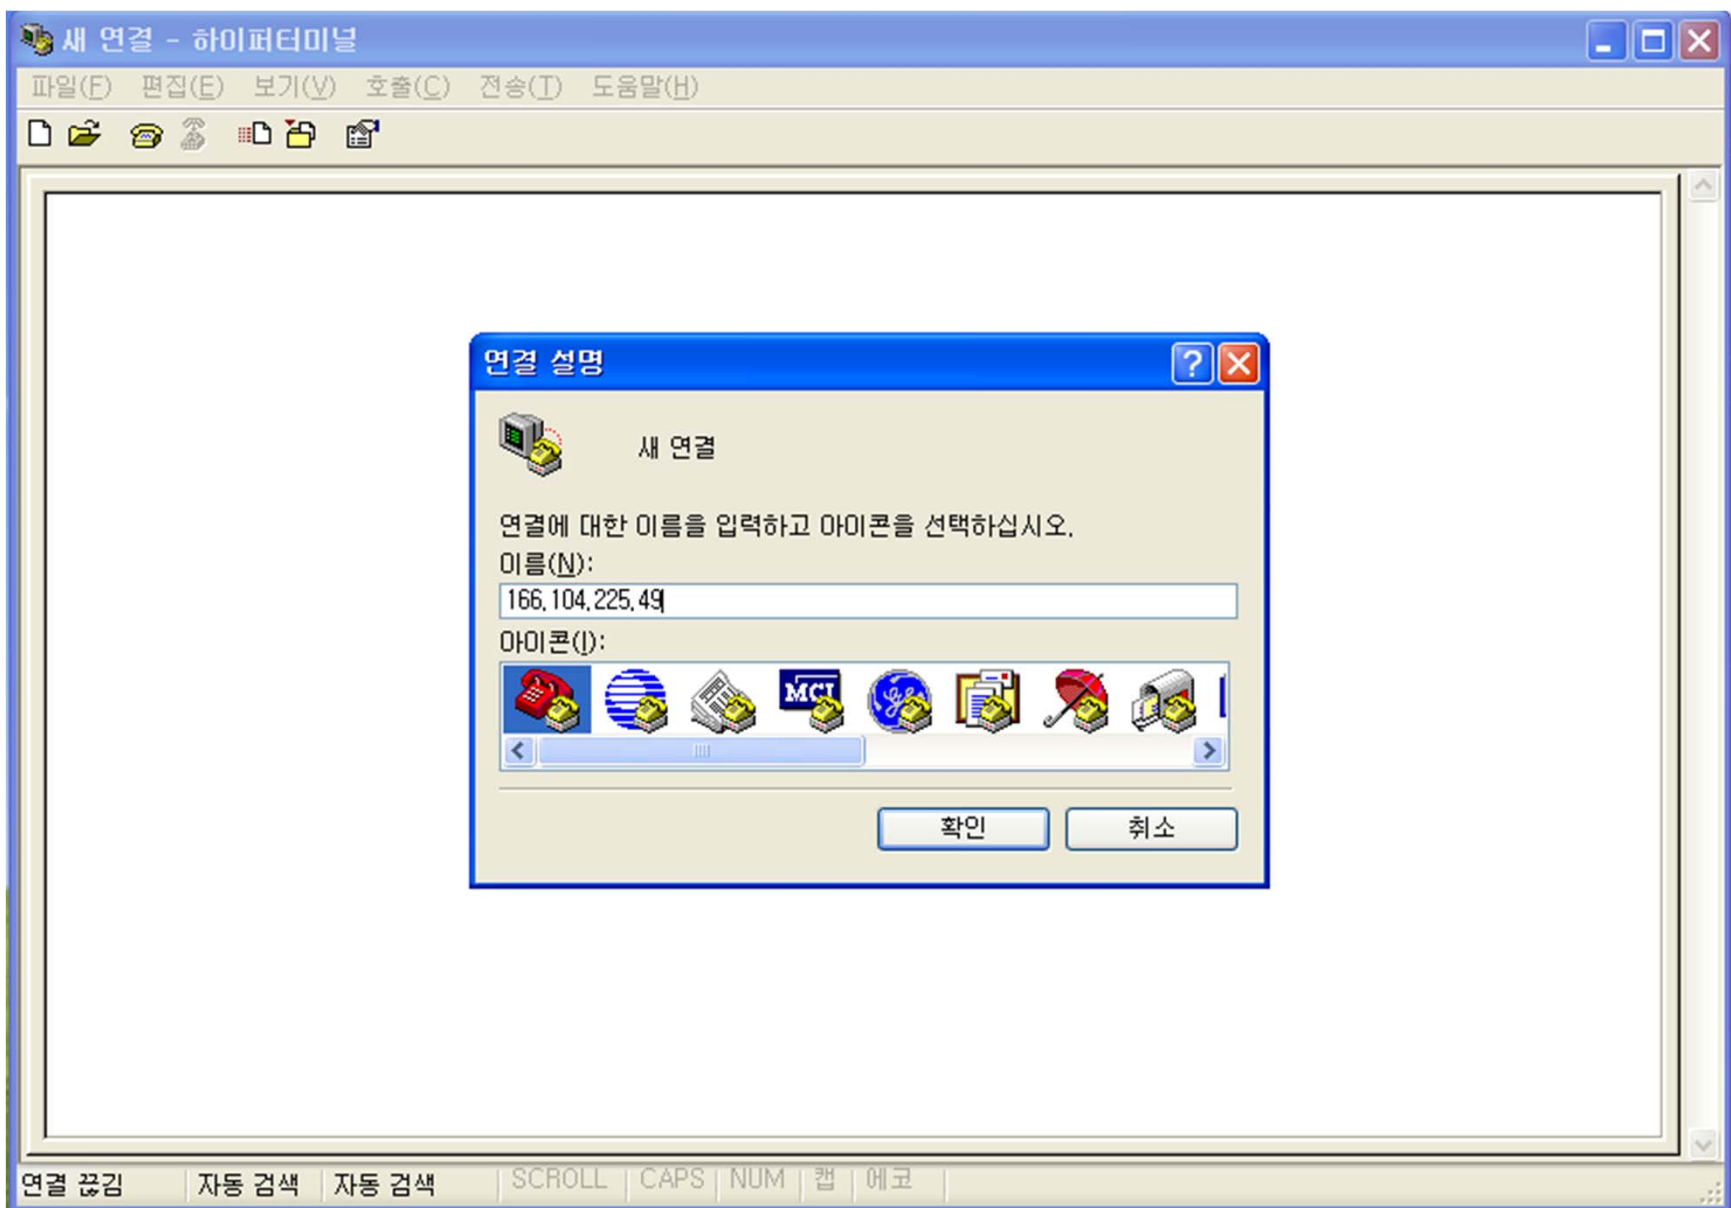 새 연결 - 하이퍼터미널
파일(F) 편집(E) 보기(V) 호출(C) 전송(T) 도움말(H)
연결 설명
새 연결
연결에 대한 이름을 입력하고 아이콘을 선택하십시오.
이름(N):
166.104.225.49
아이콘(I):
MCI
확인 취소
연결 끊김 자동 검색 자동 검색 SCROLL CAPS NUM 캡 에코